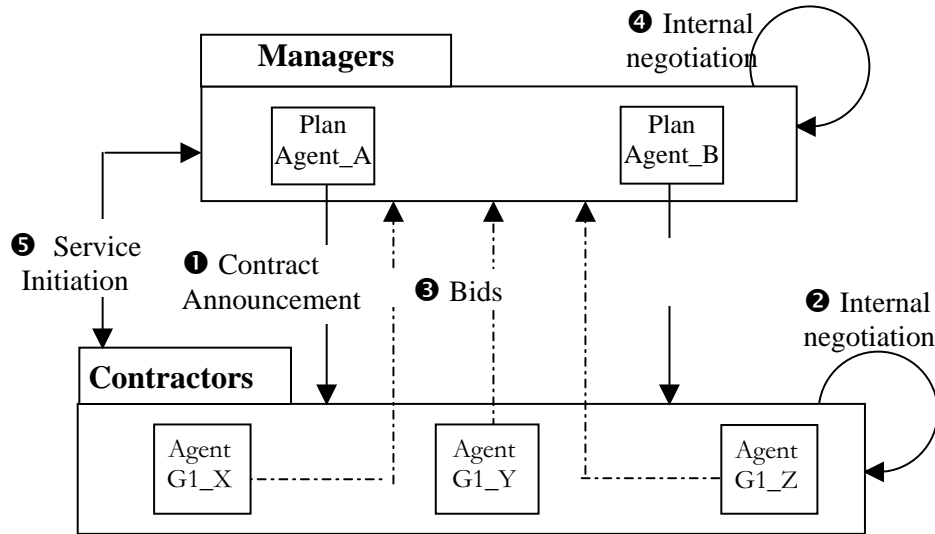 ❹ Internal
negotiation
Managers
Plan
Agent_A
Plan
Agent_B
❺ Service
Initiation
❶ Contract
Announcement
❸ Bids
❷ Internal
negotiation
Contractors
Agent
G1_X
Agent
G1_Y
Agent
G1_Z